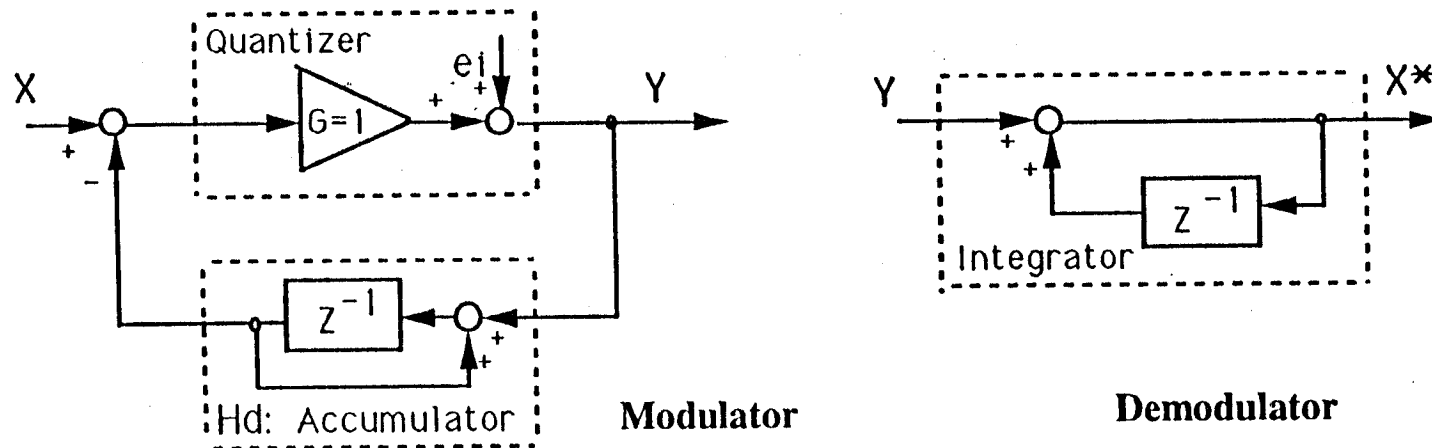 Quantizer
ei
X
G=1
+
+
Y
+
-
z⁻¹
+
+
Hd: Accumulator
Modulator
Y
X*
+
+
z⁻¹
Integrator
Demodulator